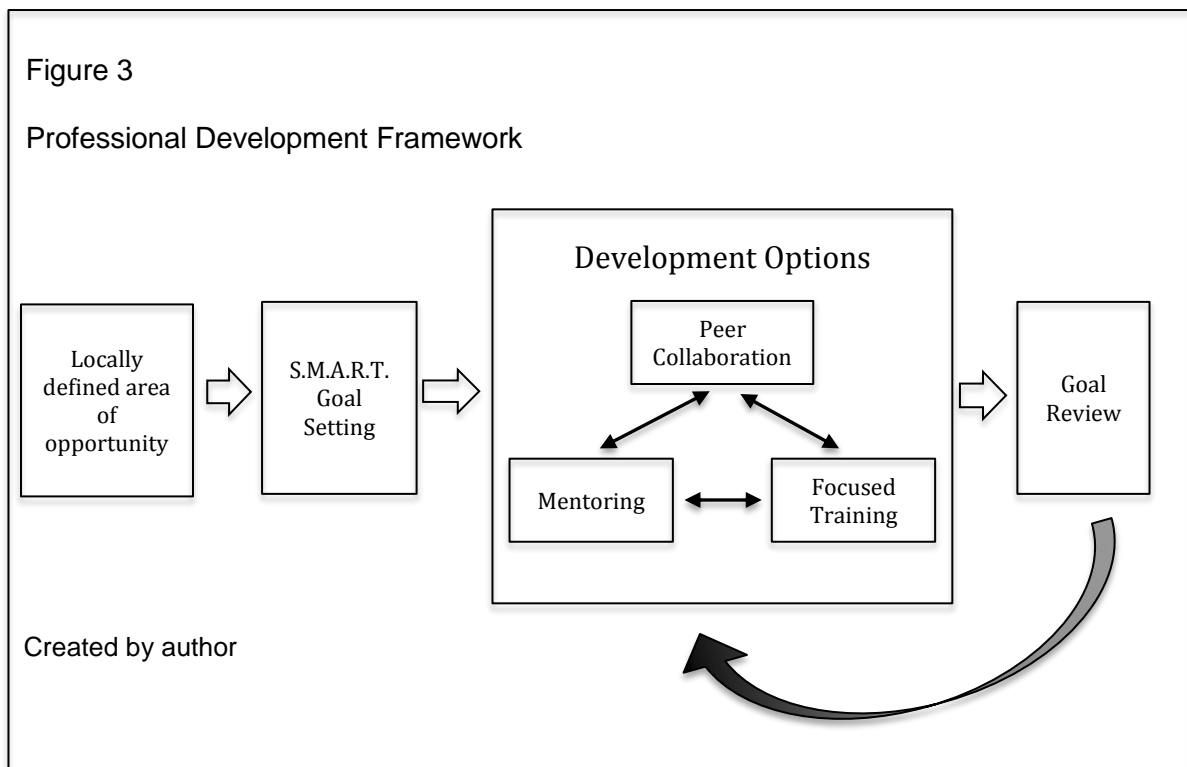 Figure 3
Professional Development Framework
Locally
defined area
of
opportunity
S.M.A.R.T.
Goal
Setting
Development Options
Peer
Collaboration
Mentoring
Focused
Training
Goal
Review
Created by author